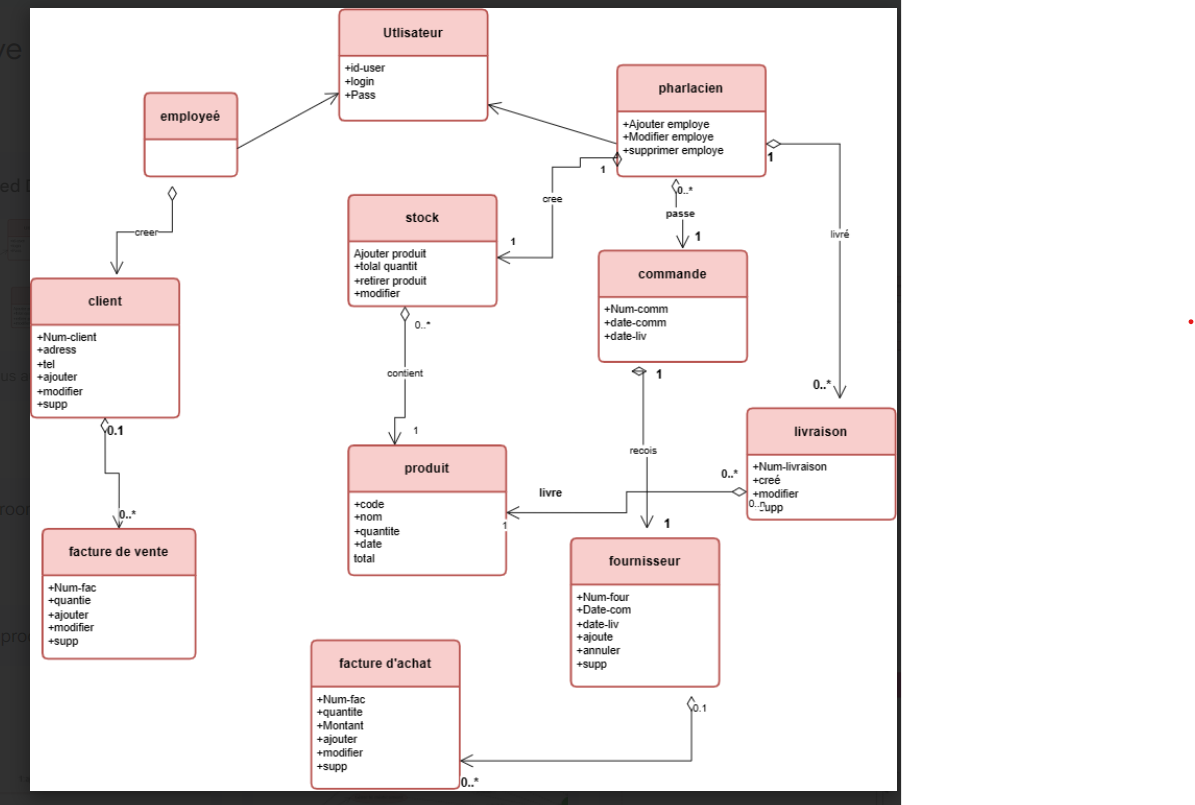 Utlisateur
+id-user
+login
+Pass
employeé
pharlacien
+Ajouter employe
+Modifier employe
+supprimer employe
1
1
cree
0..*
passe
1
livré
creer
stock
Ajouter produit
+tolal quantit
+retirer produit
+modifier
1
0..*
contient
1
commande
+Num-comm
+date-comm
+date-liv
1
recois
1
client
+Num-client
+adress
+tel
+ajouter
+modifier
+supp
0.1
0..*
0..*
livraison
+Num-livraison
+creé
+modifier
0..*
livre
1
produit
+code
+nom
+quantite
+date
total
facture de vente
+Num-fac
+quantie
+ajouter
+modifier
+supp
fournisseur
+Num-four
+Date-com
+date-liv
+ajoute
+annuler
+supp
0.1
facture d'achat
+Num-fac
+quantite
+Montant
+ajouter
+modifier
+supp
0..*